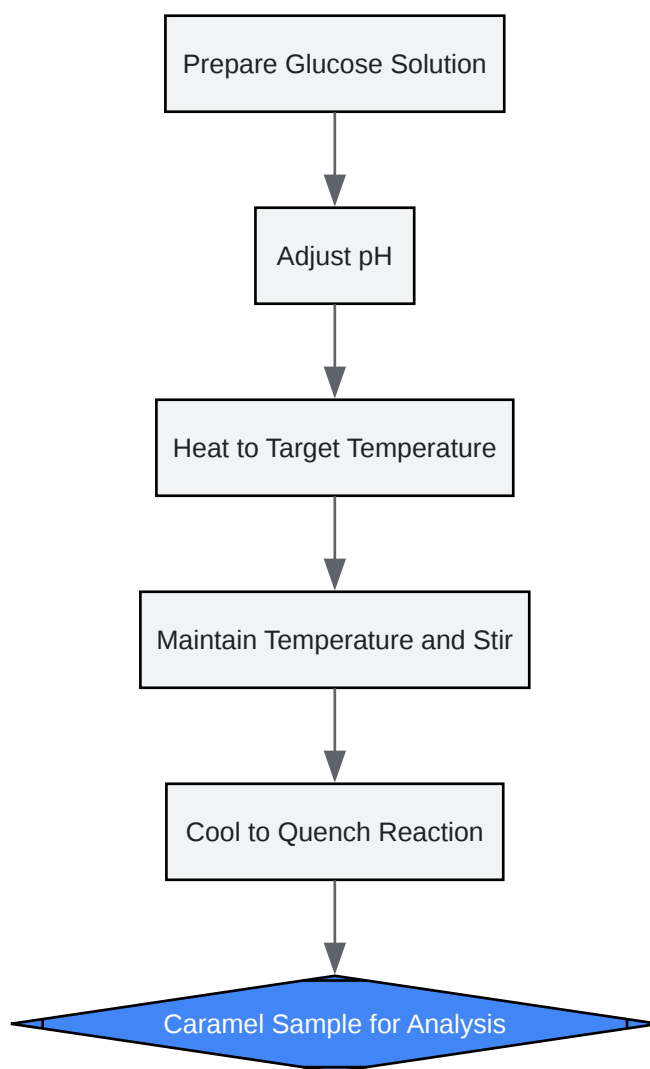 Prepare Glucose Solution
Adjust pH
Heat to Target Temperature
Maintain Temperature and Stir
Cool to Quench Reaction
Caramel Sample for Analysis